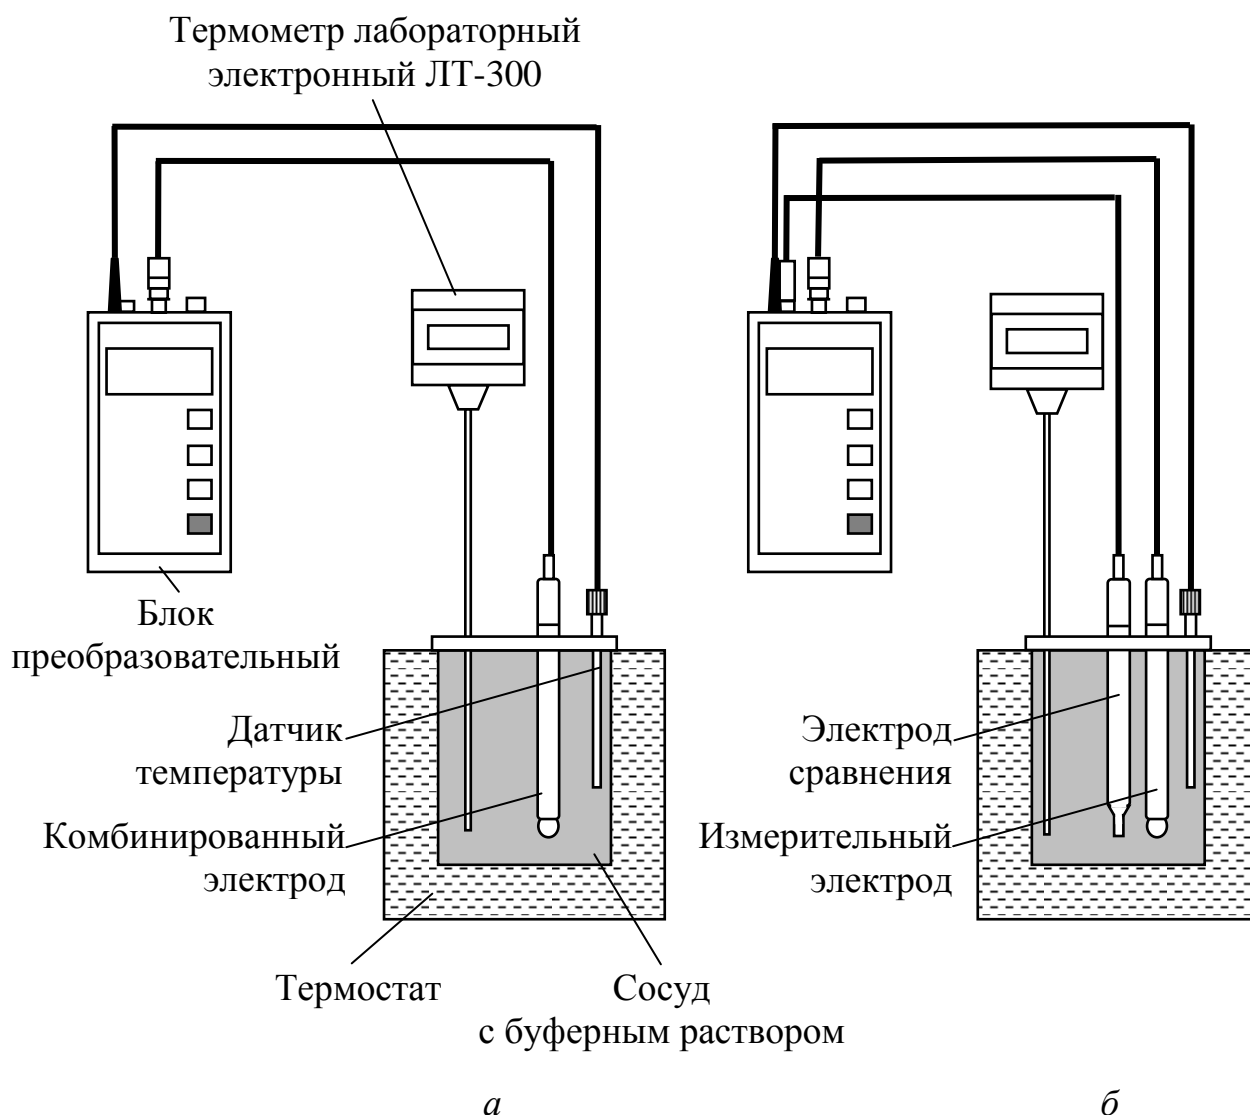 Термометр лабораторный
электронный ЛТ-300
Блок
преобразовательный
Датчик
температуры
Комбинированный
электрод
Термостат
Сосуд
с буферным раствором
Электрод
сравнения
Измерительный
электрод
а
б